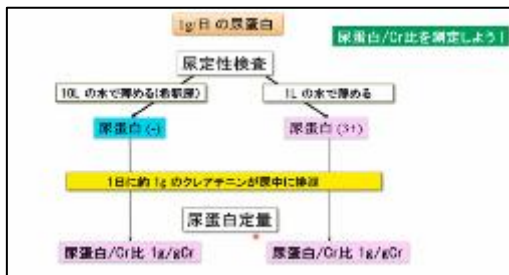 1g/日 の尿蛋白
尿蛋白/Cr比を測定しよう!
尿定性検査
10L の水で薄める(希釈尿)
1L の水で薄める
尿蛋白 (-)
尿蛋白 (3+)
1日に約 1g のクレアチニンが尿中に排泄
尿蛋白定量
尿蛋白/Cr比 1g/gCr
尿蛋白/Cr比 1g/gCr